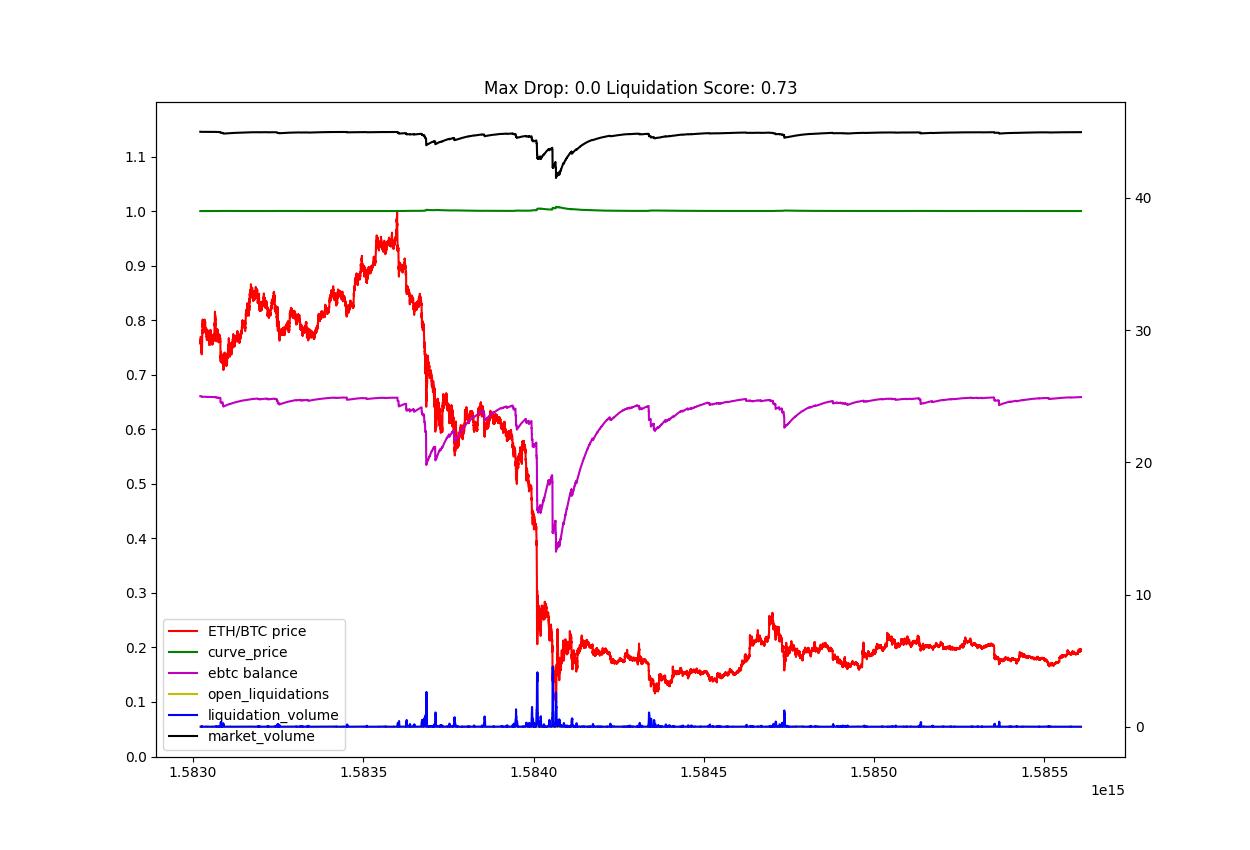 Max Drop: 0.0 Liquidation Score: 0.73
1.1
1.0
0.9
0.8
0.7
0.6
0.5
0.4
0.3
0.2
0.1
0.0
40
30
20
10
0
ETH/BTC price
curve_price
ebtc balance
open_liquidations
liquidation_volume
market_volume
1.5830
1.5835
1.5840
1.5845
1.5850
1.5855
1e15